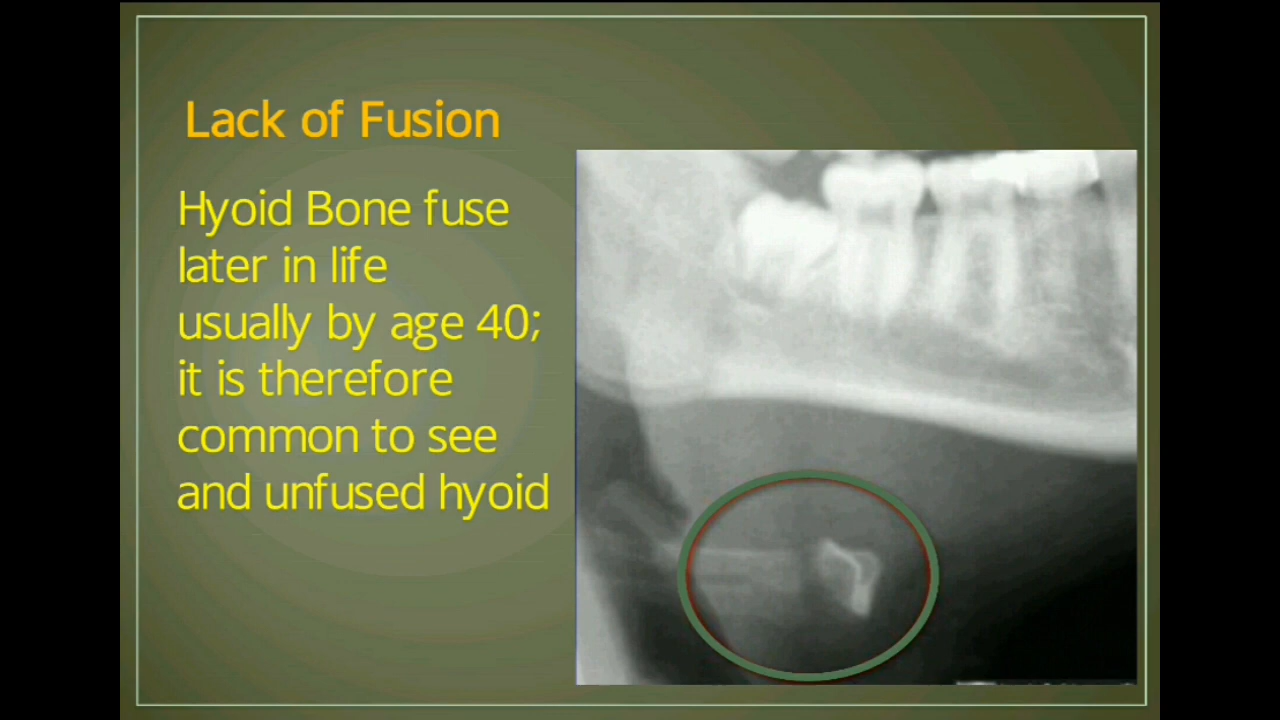 Lack of Fusion
Hyoid Bone fuse
later in life
usually by age 40;
it is therefore
common to see
and unfused hyoid